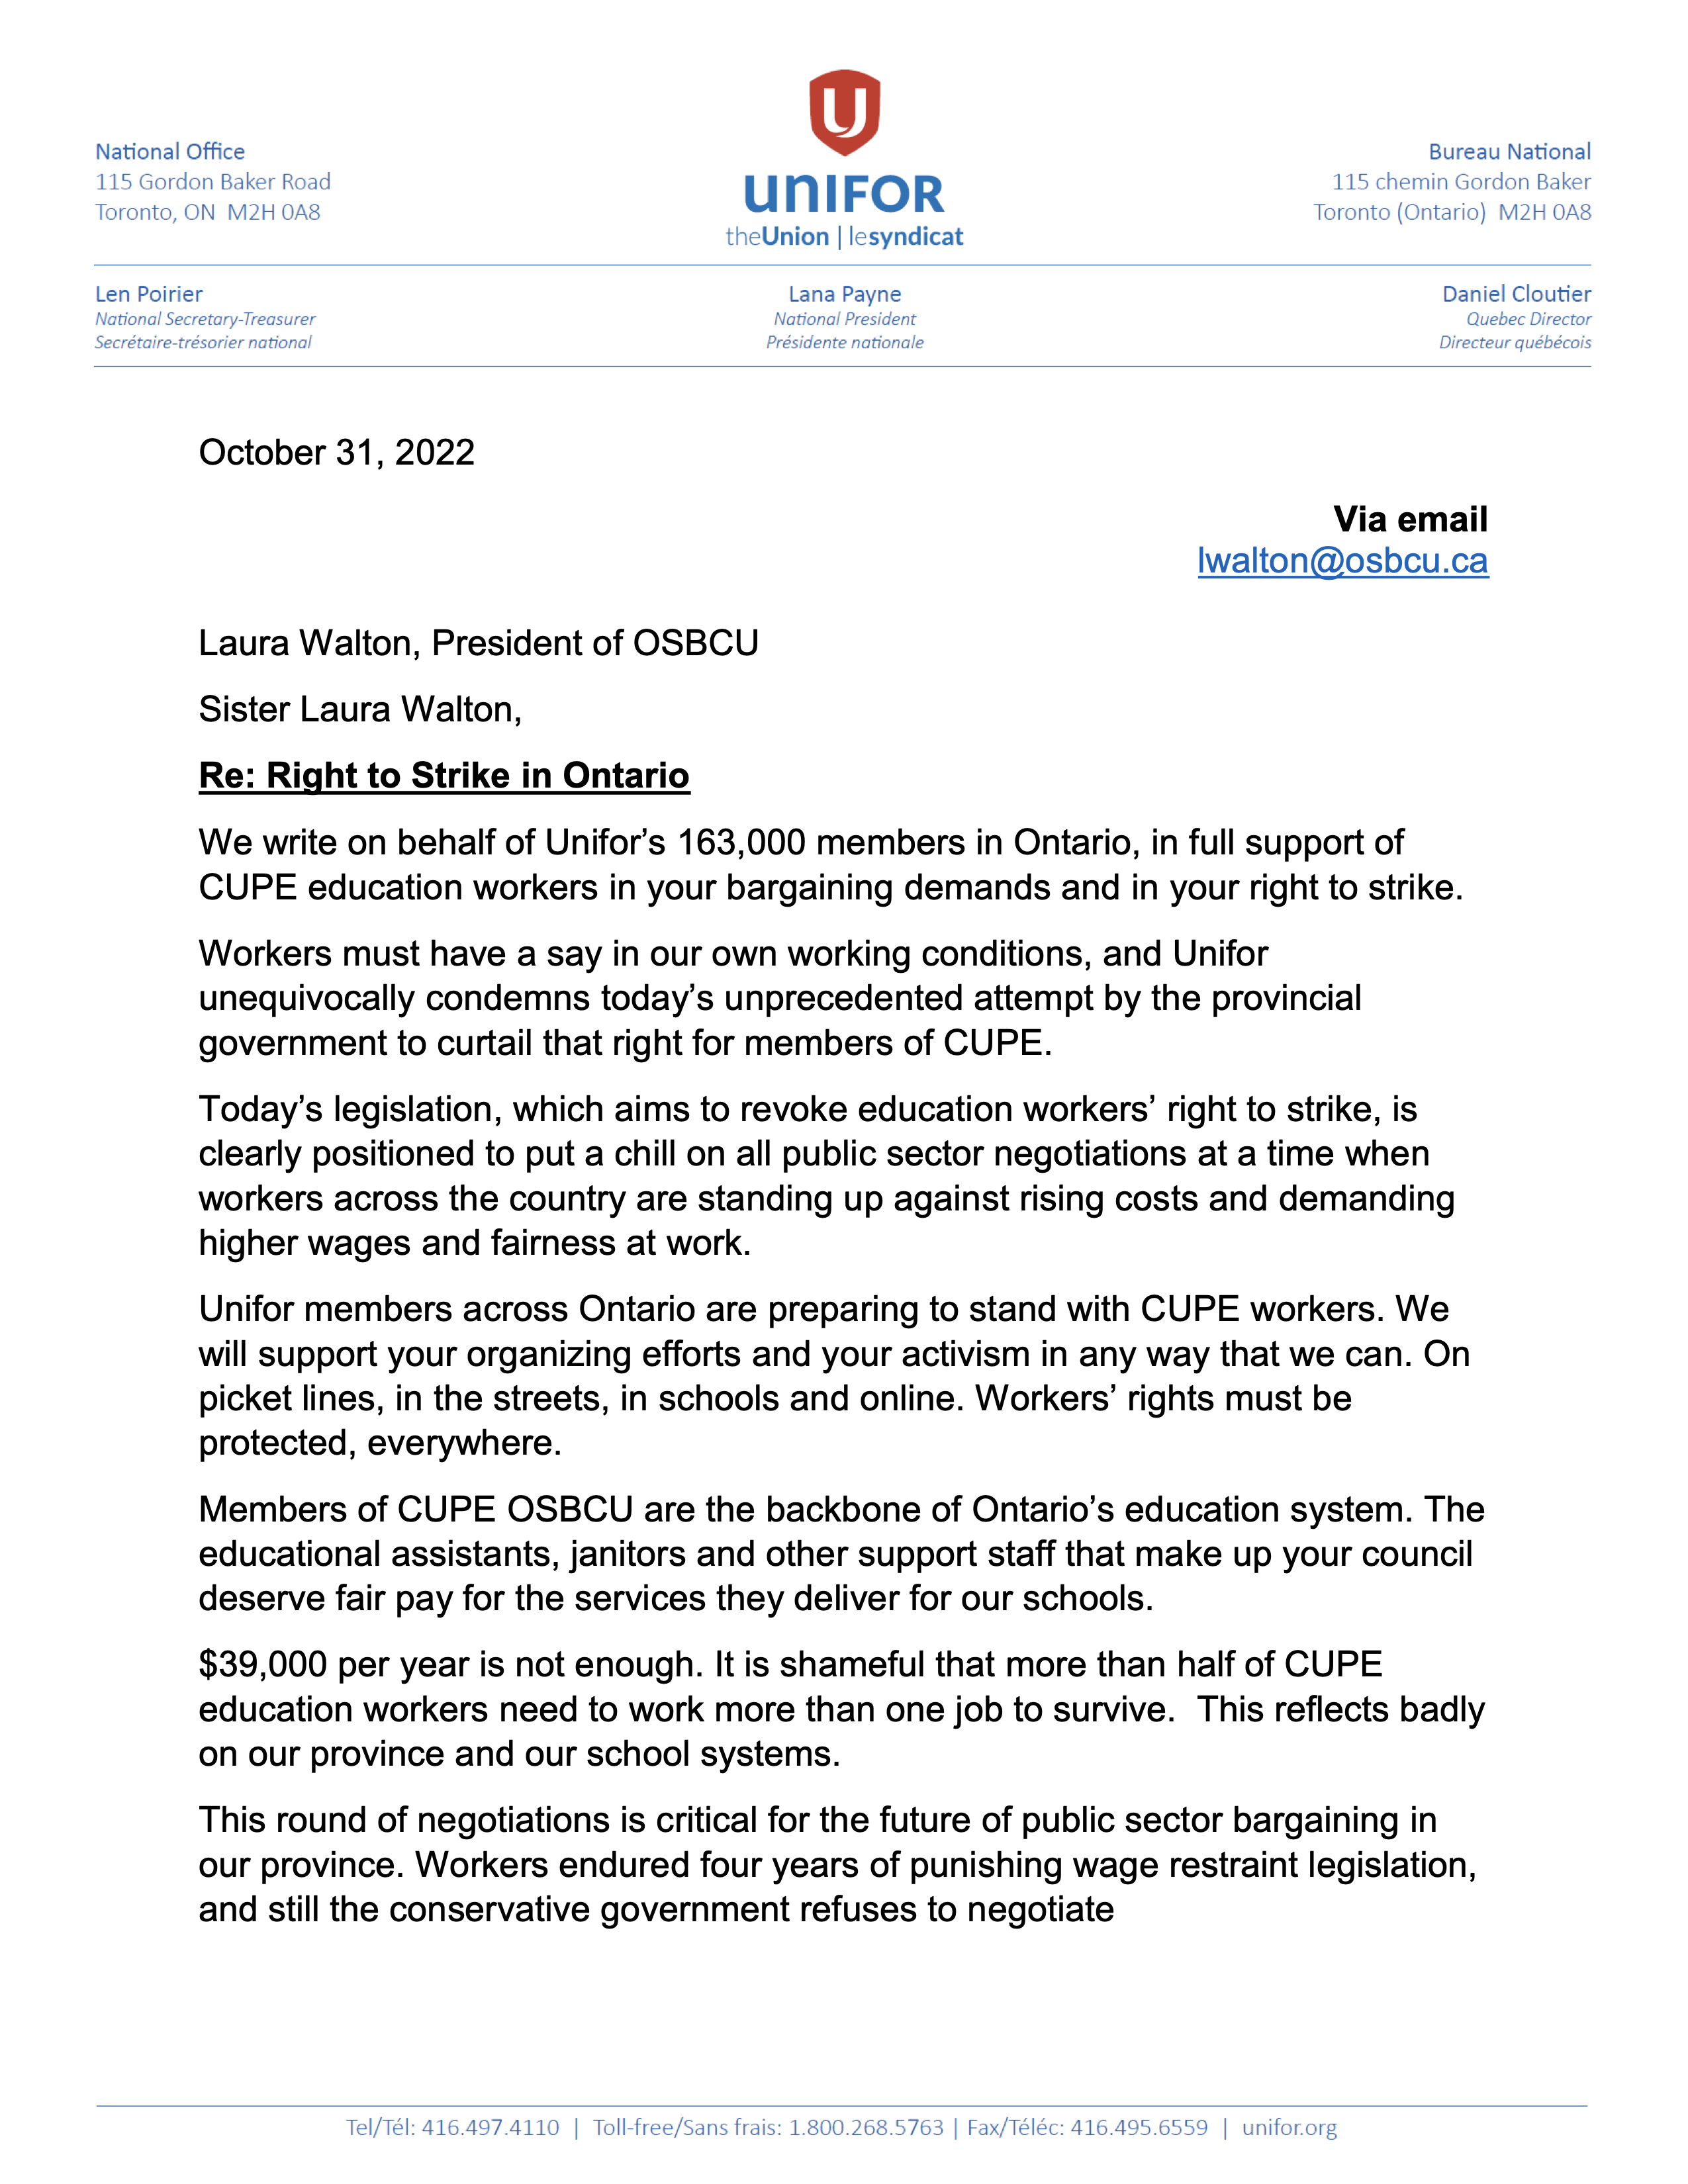 National Office
115 Gordon Baker Road
Toronto, ON  M2H 0A8
U
UNIFOR
theUnion | lesyndicat
Bureau National
115 chemin Gordon Baker
Toronto (Ontario)  M2H 0A8
Len Poirier
National Secretary-Treasurer
Secrétaire-trésorier national
Lana Payne
National President
Présidente nationale
Daniel Cloutier
Quebec Director
Directeur québécois
October 31, 2022
Via email
lwalton@osbcu.ca
Laura Walton, President of OSBCU
Sister Laura Walton,
Re: Right to Strike in Ontario
We write on behalf of Unifor’s 163,000 members in Ontario, in full support of
CUPE education workers in your bargaining demands and in your right to strike.
Workers must have a say in our own working conditions, and Unifor
unequivocally condemns today’s unprecedented attempt by the provincial
government to curtail that right for members of CUPE.
Today’s legislation, which aims to revoke education workers’ right to strike, is
clearly positioned to put a chill on all public sector negotiations at a time when
workers across the country are standing up against rising costs and demanding
higher wages and fairness at work.
Unifor members across Ontario are preparing to stand with CUPE workers. We
will support your organizing efforts and your activism in any way that we can. On
picket lines, in the streets, in schools and online. Workers’ rights must be
protected, everywhere.
Members of CUPE OSBCU are the backbone of Ontario’s education system. The
educational assistants, janitors and other support staff that make up your council
deserve fair pay for the services they deliver for our schools.
$39,000 per year is not enough. It is shameful that more than half of CUPE
education workers need to work more than one job to survive.  This reflects badly
on our province and our school systems.
This round of negotiations is critical for the future of public sector bargaining in
our province. Workers endured four years of punishing wage restraint legislation,
and still the conservative government refuses to negotiate
Tel/Tél: 416.497.4110  |  Toll-free/Sans frais: 1.800.268.5763 | Fax/Téléc: 416.495.6559  |  unifor.org